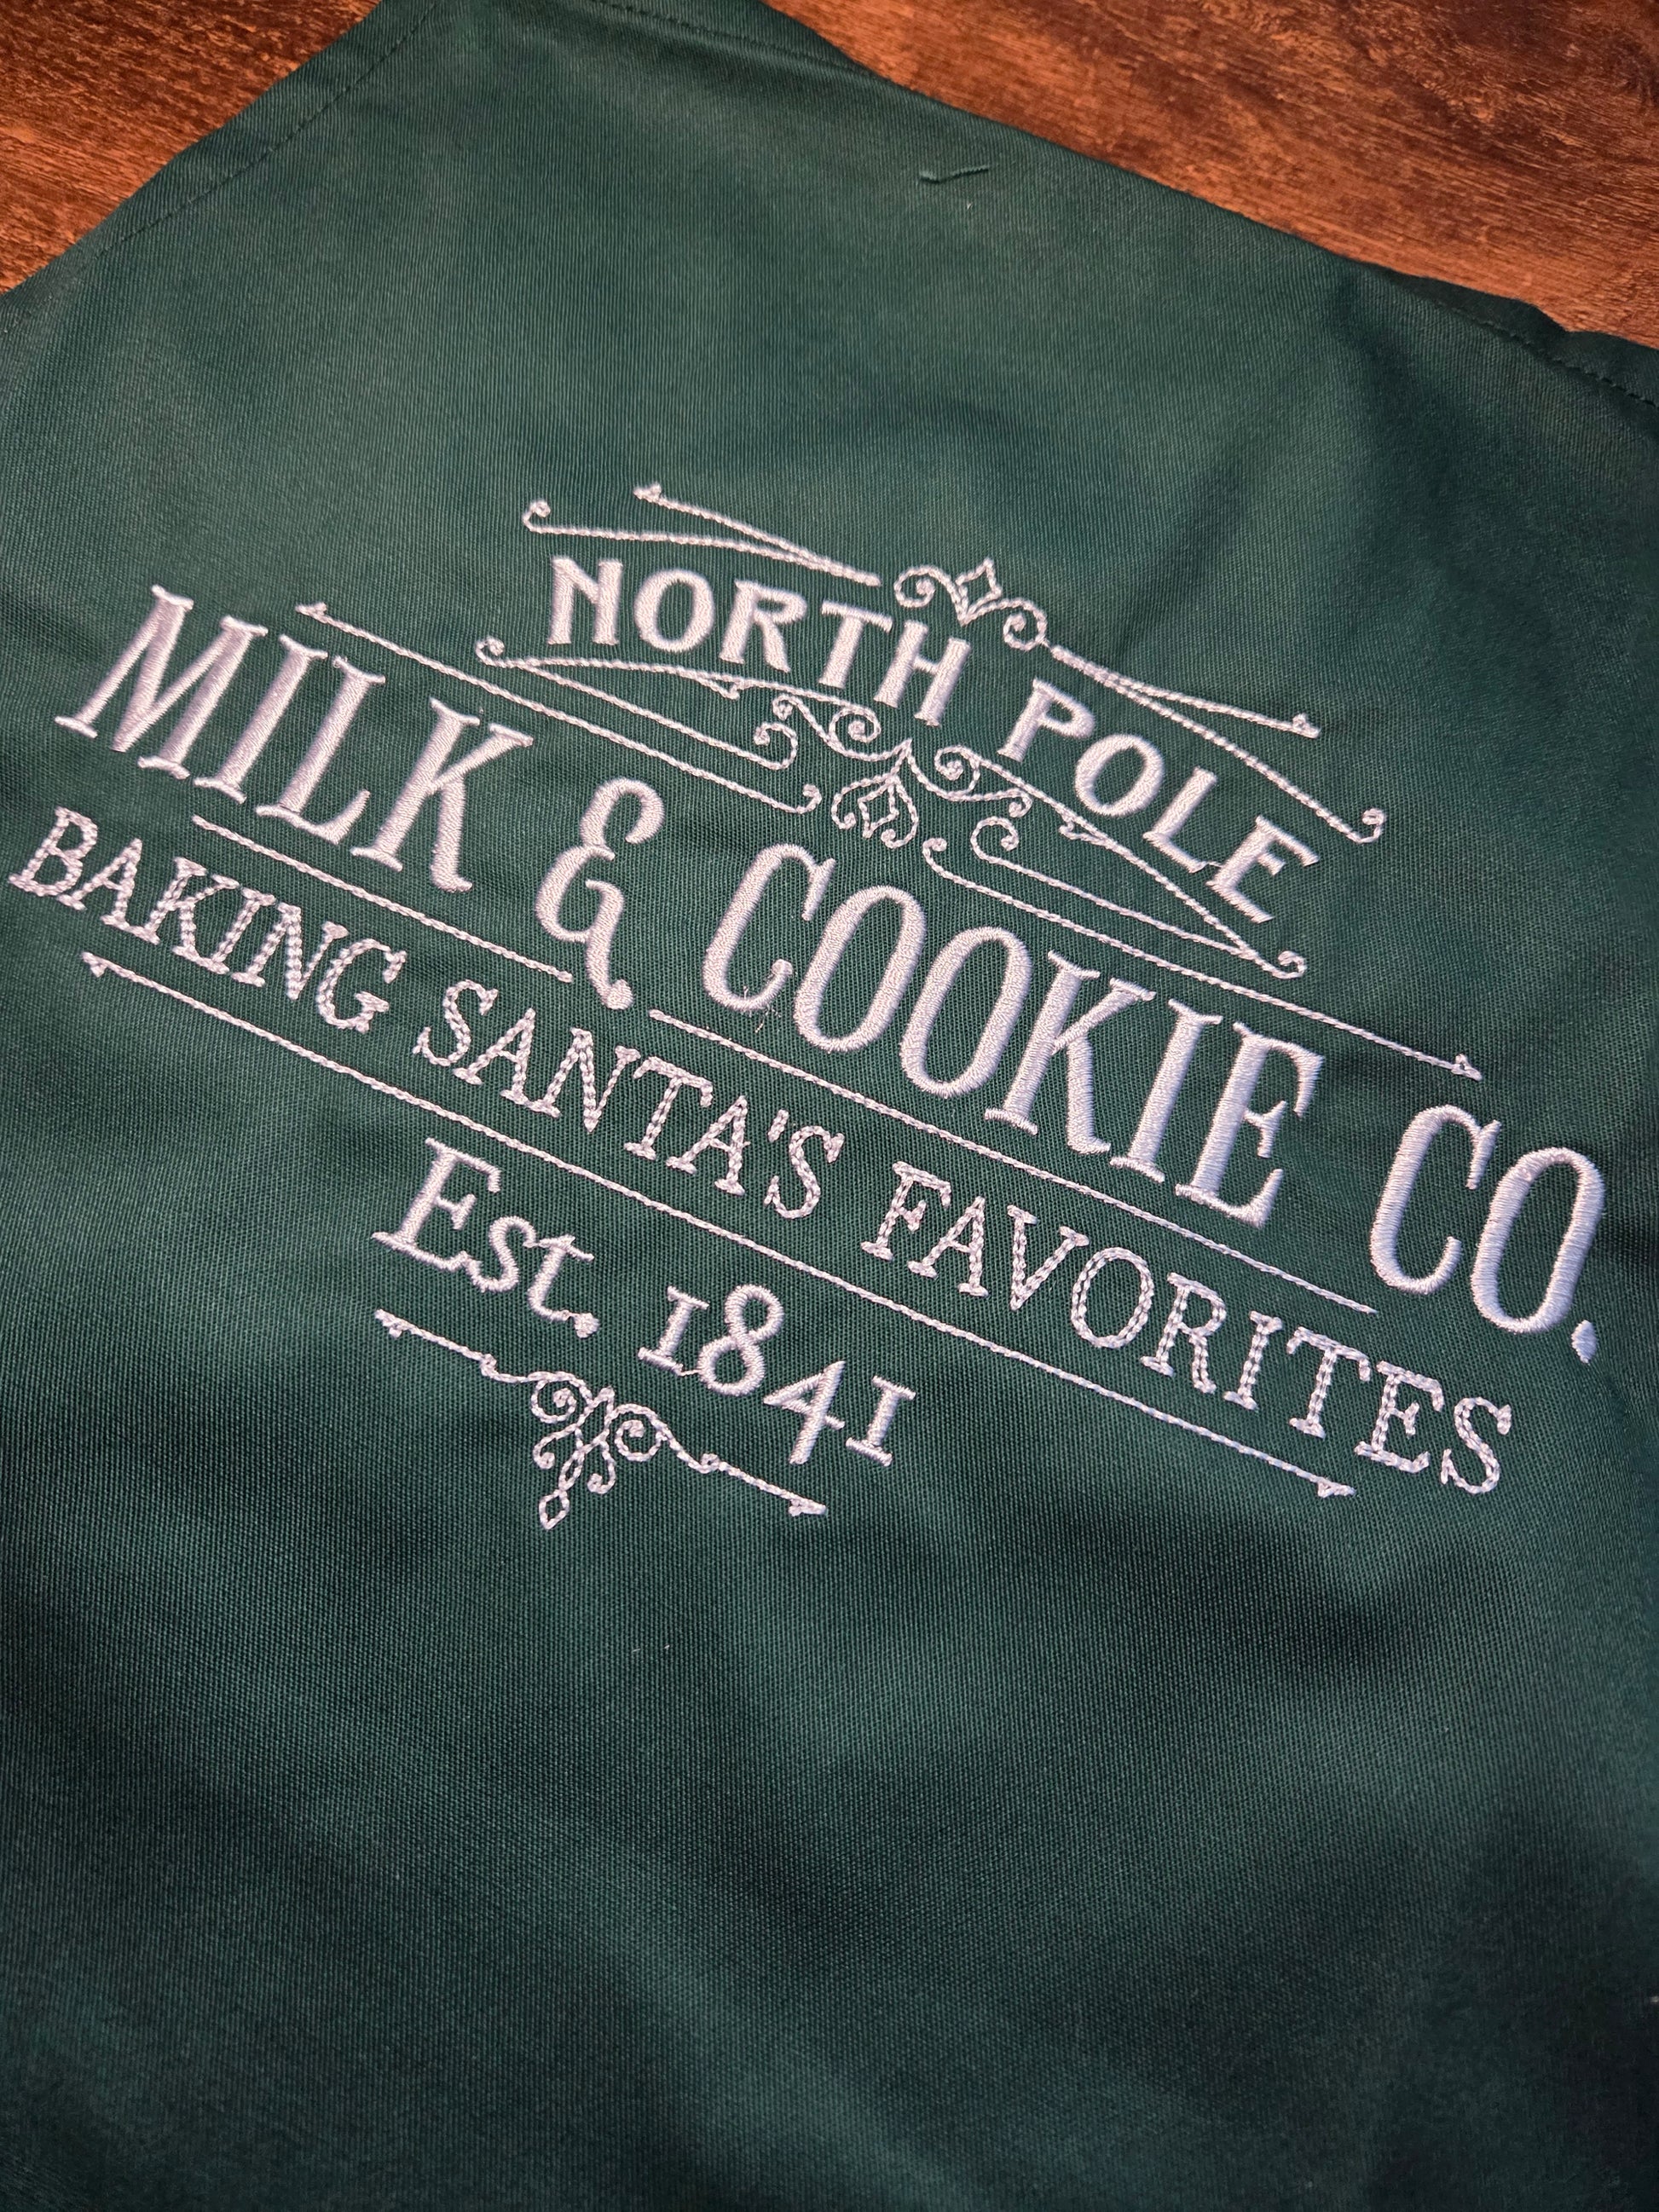 NORTH POLE
MILK & COOKIE CO.
BAKING SANTA'S FAVORITES
Est. 1841